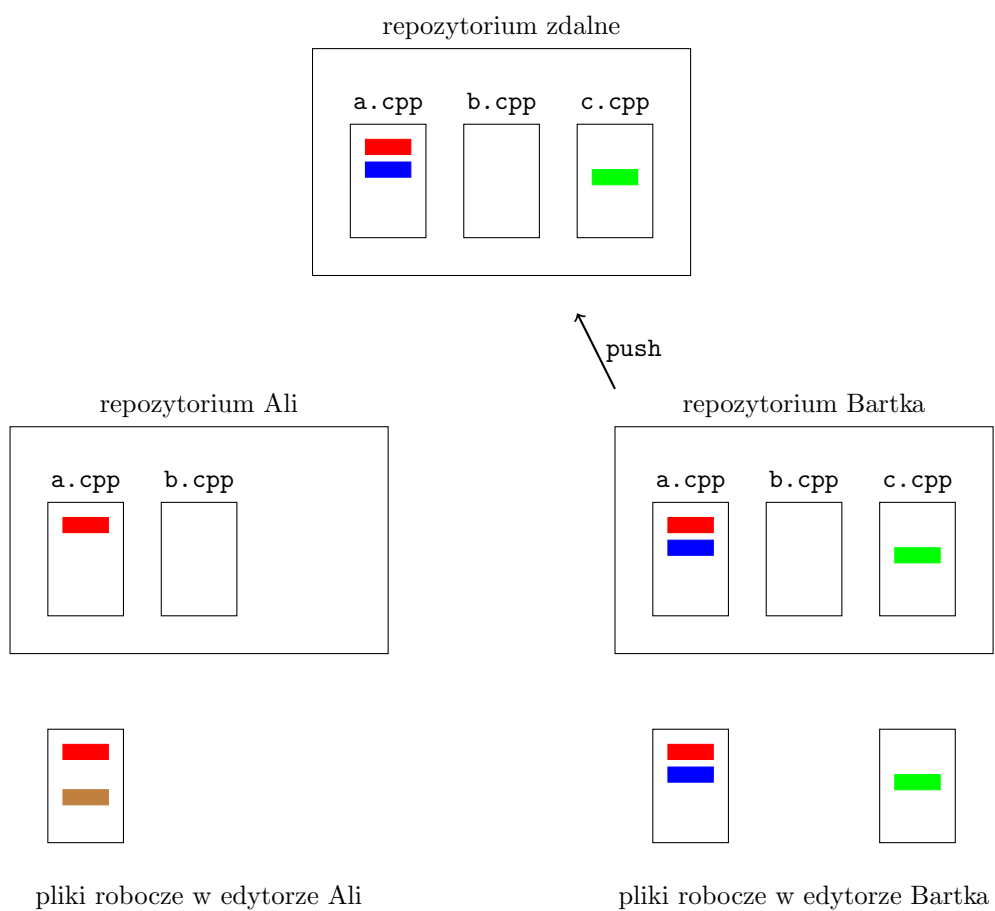 repozytorium zdalne
a.cpp b.cpp c.cpp
push
repozytorium Ali
a.cpp b.cpp
repozytorium Bartka
a.cpp b.cpp c.cpp
pliki robocze w edytorze Ali
pliki robocze w edytorze Bartka